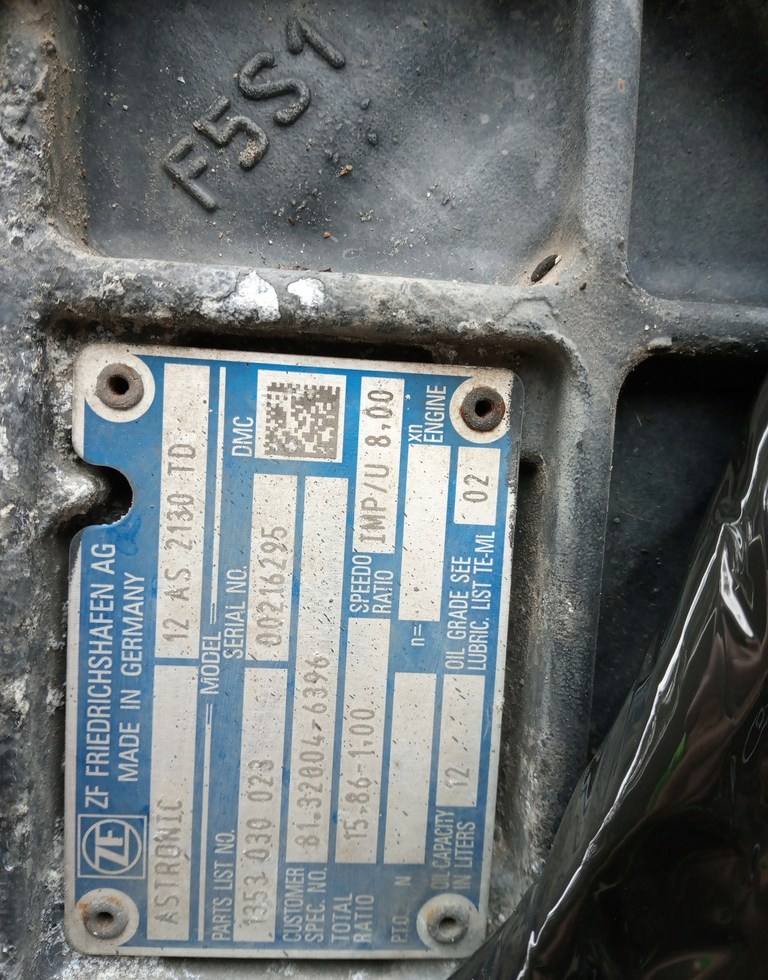 F5S1
ZF
ZF FRIEDRICHSHAFEN AG
MADE IN GERMANY
ASTRONIC
12 AS 2130 TD
MODEL
PARTS LIST NO.
SERIAL NO.
DMC
1353 030 023
00216295
CUSTOMER
SPEC. NO.
81.32004-6396
TOTAL
RATIO
15.86-1.00
SPEEDO
RATIO
IMP/U 8.00
P.T.O. N
n=
xn
ENGINE
OIL CAPACITY
IN LITERS
12
OIL GRADE SEE
LUBRIC. LIST TE-ML
02